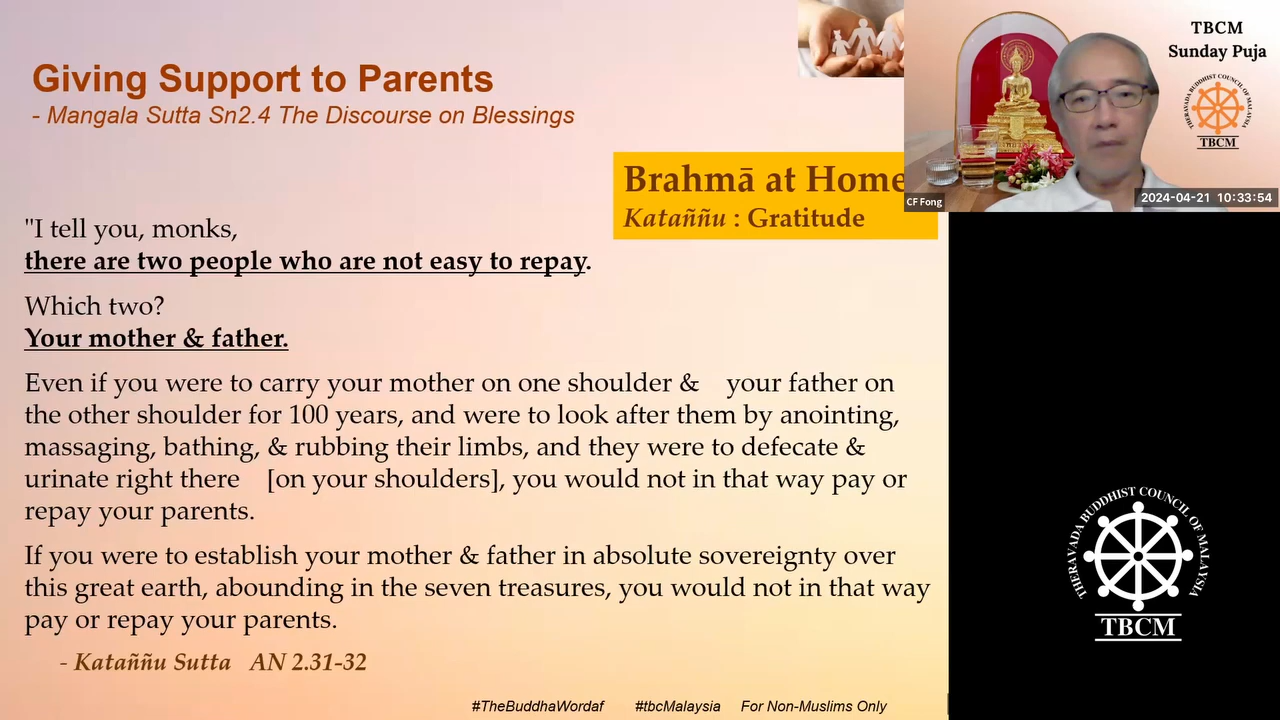 Giving Support to Parents
- Mangala Sutta Sn2.4 The Discourse on Blessings
Brahmā at Home
Kataññu : Gratitude
"I tell you, monks,
there are two people who are not easy to repay.
Which two?
Your mother & father.
Even if you were to carry your mother on one shoulder & your father on
the other shoulder for 100 years, and were to look after them by anointing,
massaging, bathing, & rubbing their limbs, and they were to defecate &
urinate right there [on your shoulders], you would not in that way pay or
repay your parents.
If you were to establish your mother & father in absolute sovereignty over
this great earth, abounding in the seven treasures, you would not in that way
pay or repay your parents.
- Kataññu Sutta AN 2.31-32
#TheBuddhaWordaf #tbcMalaysia For Non-Muslims Only
TBCM
Sunday Puja
THERAVADA BUDDHIST COUNCIL OF MALAYSIA
TBCM
CF Fong
2024-04-21 10:33:54
THERAVADA BUDDHIST COUNCIL OF MALAYSIA
TBCM